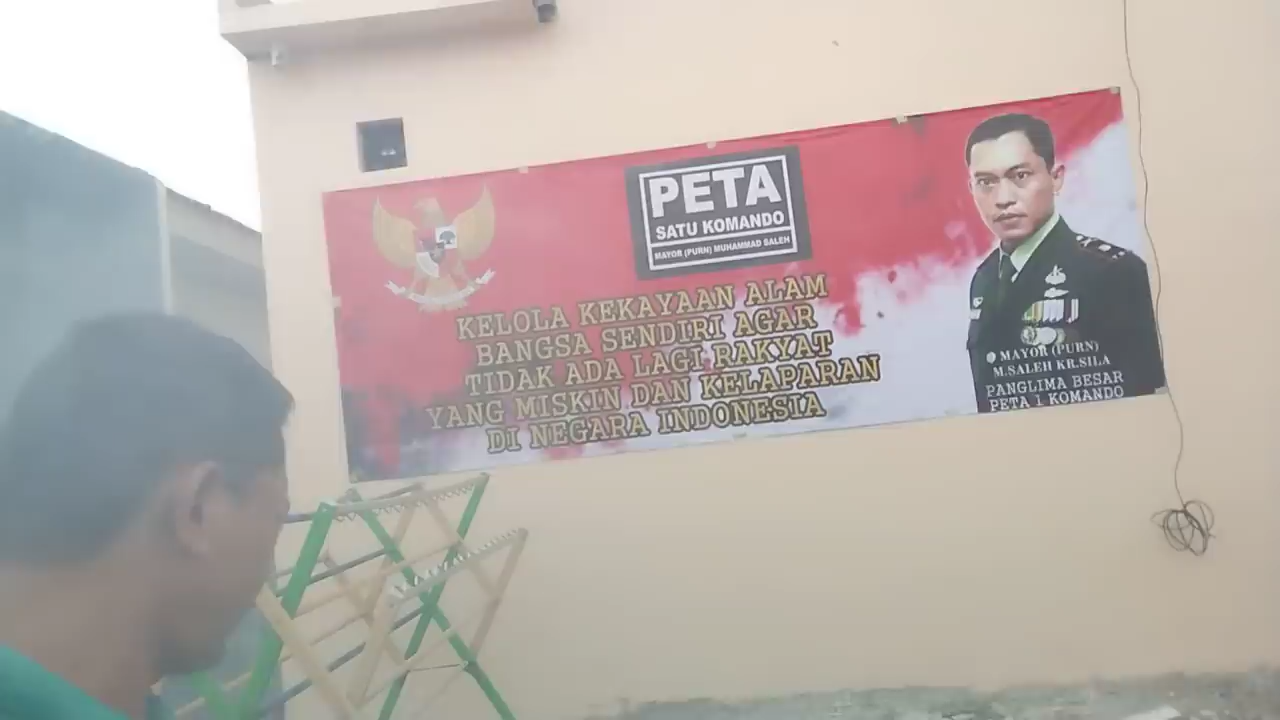 PETA
SATU KOMANDO
MAYOR (PURN) MUHAMMAD SALEH
KELOLA KEKAYAAN ALAM
BANGSA SENDIRI AGAR
TIDAK ADA LAGI RAKYAT
YANG MISKIN DAN KELAPARAN
DI NEGARA INDONESIA
MAYOR (PURN)
M.SALEH KR.SILA
PANGLIMA BESAR
PETA 1 KOMANDO